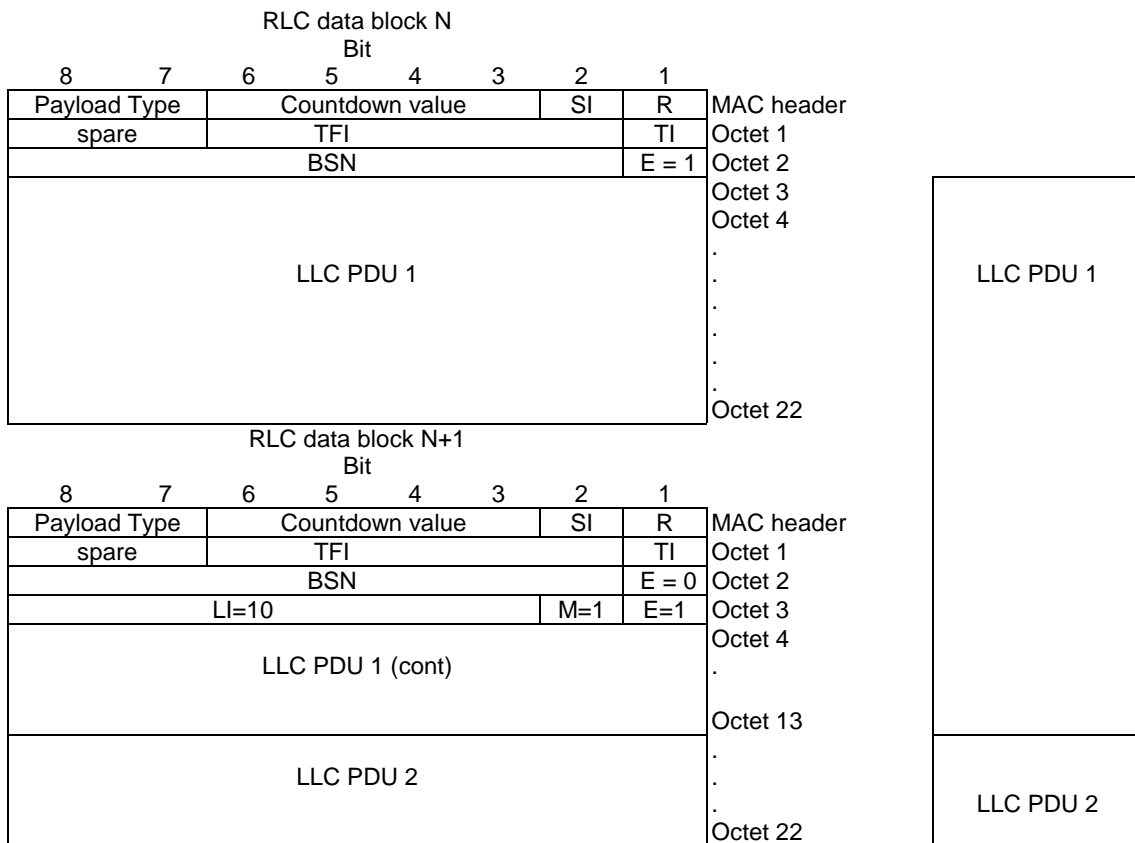 RLC data block N
Bit
8 7 6 5 4 3 2 1
Payload Type Countdown value SI R MAC header
spare TFI TI Octet 1
BSN E = 1 Octet 2
Octet 3
Octet 4
.
LLC PDU 1 . LLC PDU 1
.
.
.
.
Octet 22
RLC data block N+1
Bit
8 7 6 5 4 3 2 1
Payload Type Countdown value SI R MAC header
spare TFI TI Octet 1
BSN E = 0 Octet 2
LI=10 M=1 E=1 Octet 3
Octet 4
LLC PDU 1 (cont) .
Octet 13
.
LLC PDU 2 .
. LLC PDU 2
Octet 22